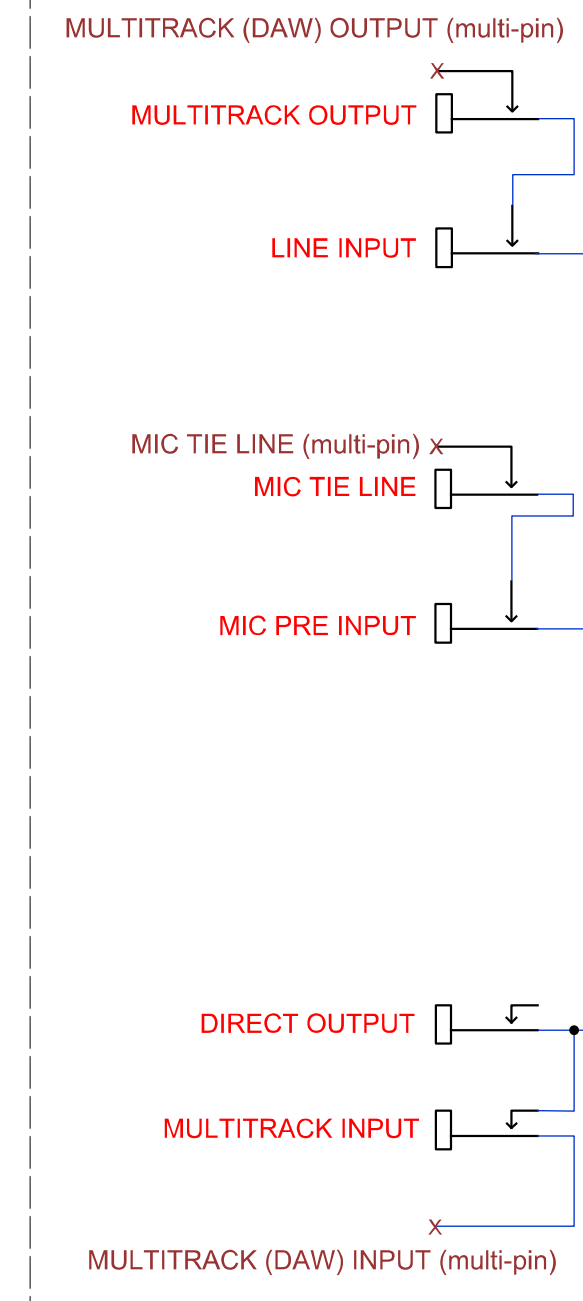 MULTITRACK (DAW) OUTPUT (multi-pin)
X
MULTITRACK OUTPUT
LINE INPUT
MIC TIE LINE (multi-pin) X
MIC TIE LINE
MIC PRE INPUT
DIRECT OUTPUT
MULTITRACK INPUT
X
MULTITRACK (DAW) INPUT (multi-pin)